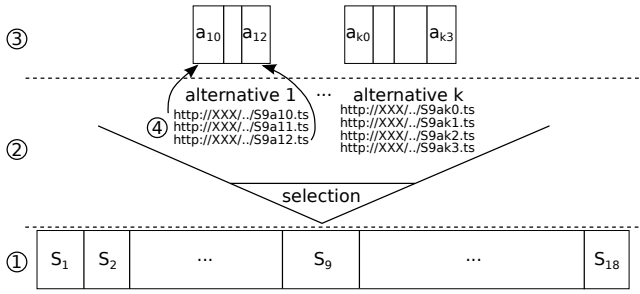 ③ a10 a12 ak0 ak3
alternative 1 ... alternative k
http://XXX/../S9a10.ts
http://XXX/../S9a11.ts
http://XXX/../S9a12.ts
http://XXX/../S9ak0.ts
http://XXX/../S9ak1.ts
http://XXX/../S9ak2.ts
http://XXX/../S9ak3.ts
④
②
selection
① S1 S2 ... S9 ... S18